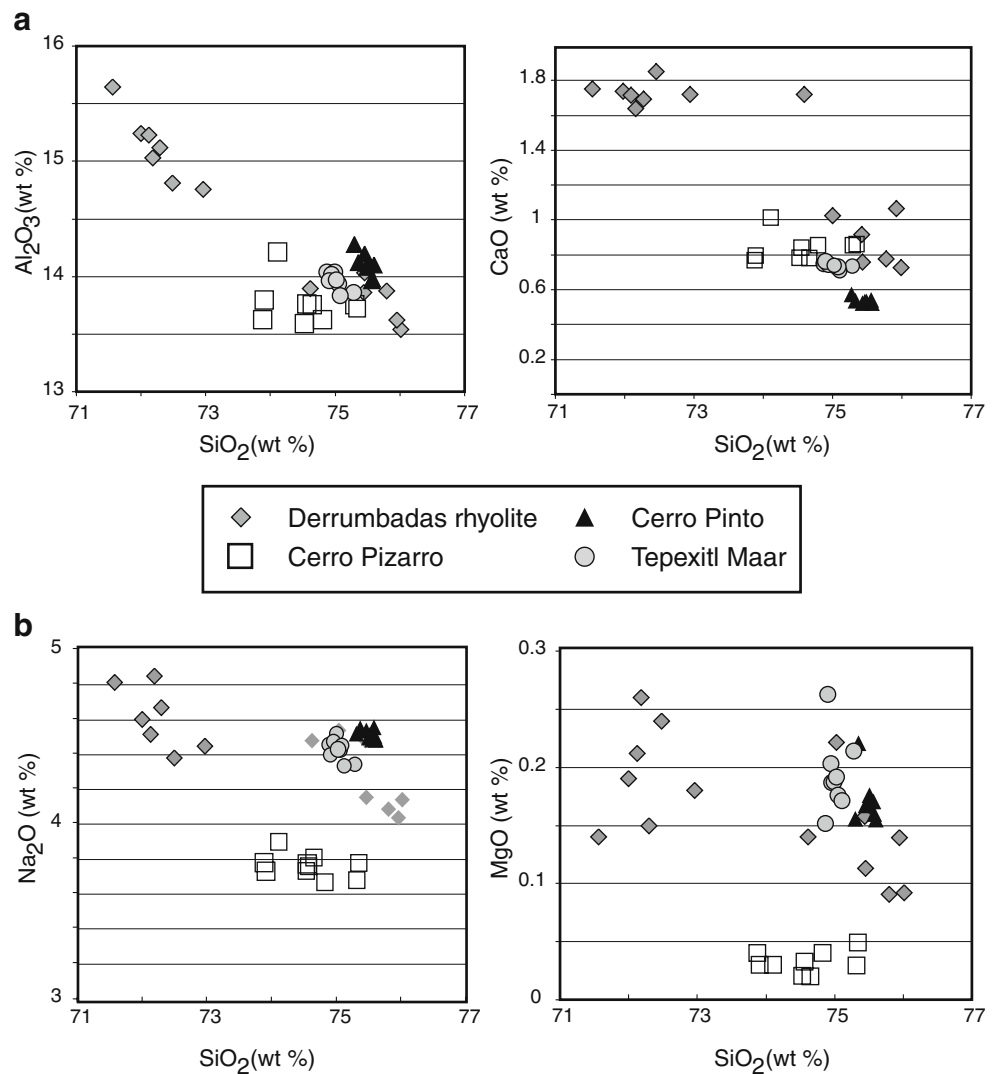 a
16
15
14
13
Al2O3(wt %)
71 73 75 77
SiO2(wt %)
1.8
1.4
1
0.6
0.2
CaO (wt %)
71 73 75 77
SiO2(wt %)
Derrumbadas rhyolite
Cerro Pinto
Cerro Pizarro
Tepexitl Maar
b
5
4
3
Na2O (wt %)
71 73 75 77
SiO2(wt %)
0.3
0.2
0.1
0
MgO (wt %)
71 73 75 77
SiO2(wt %)